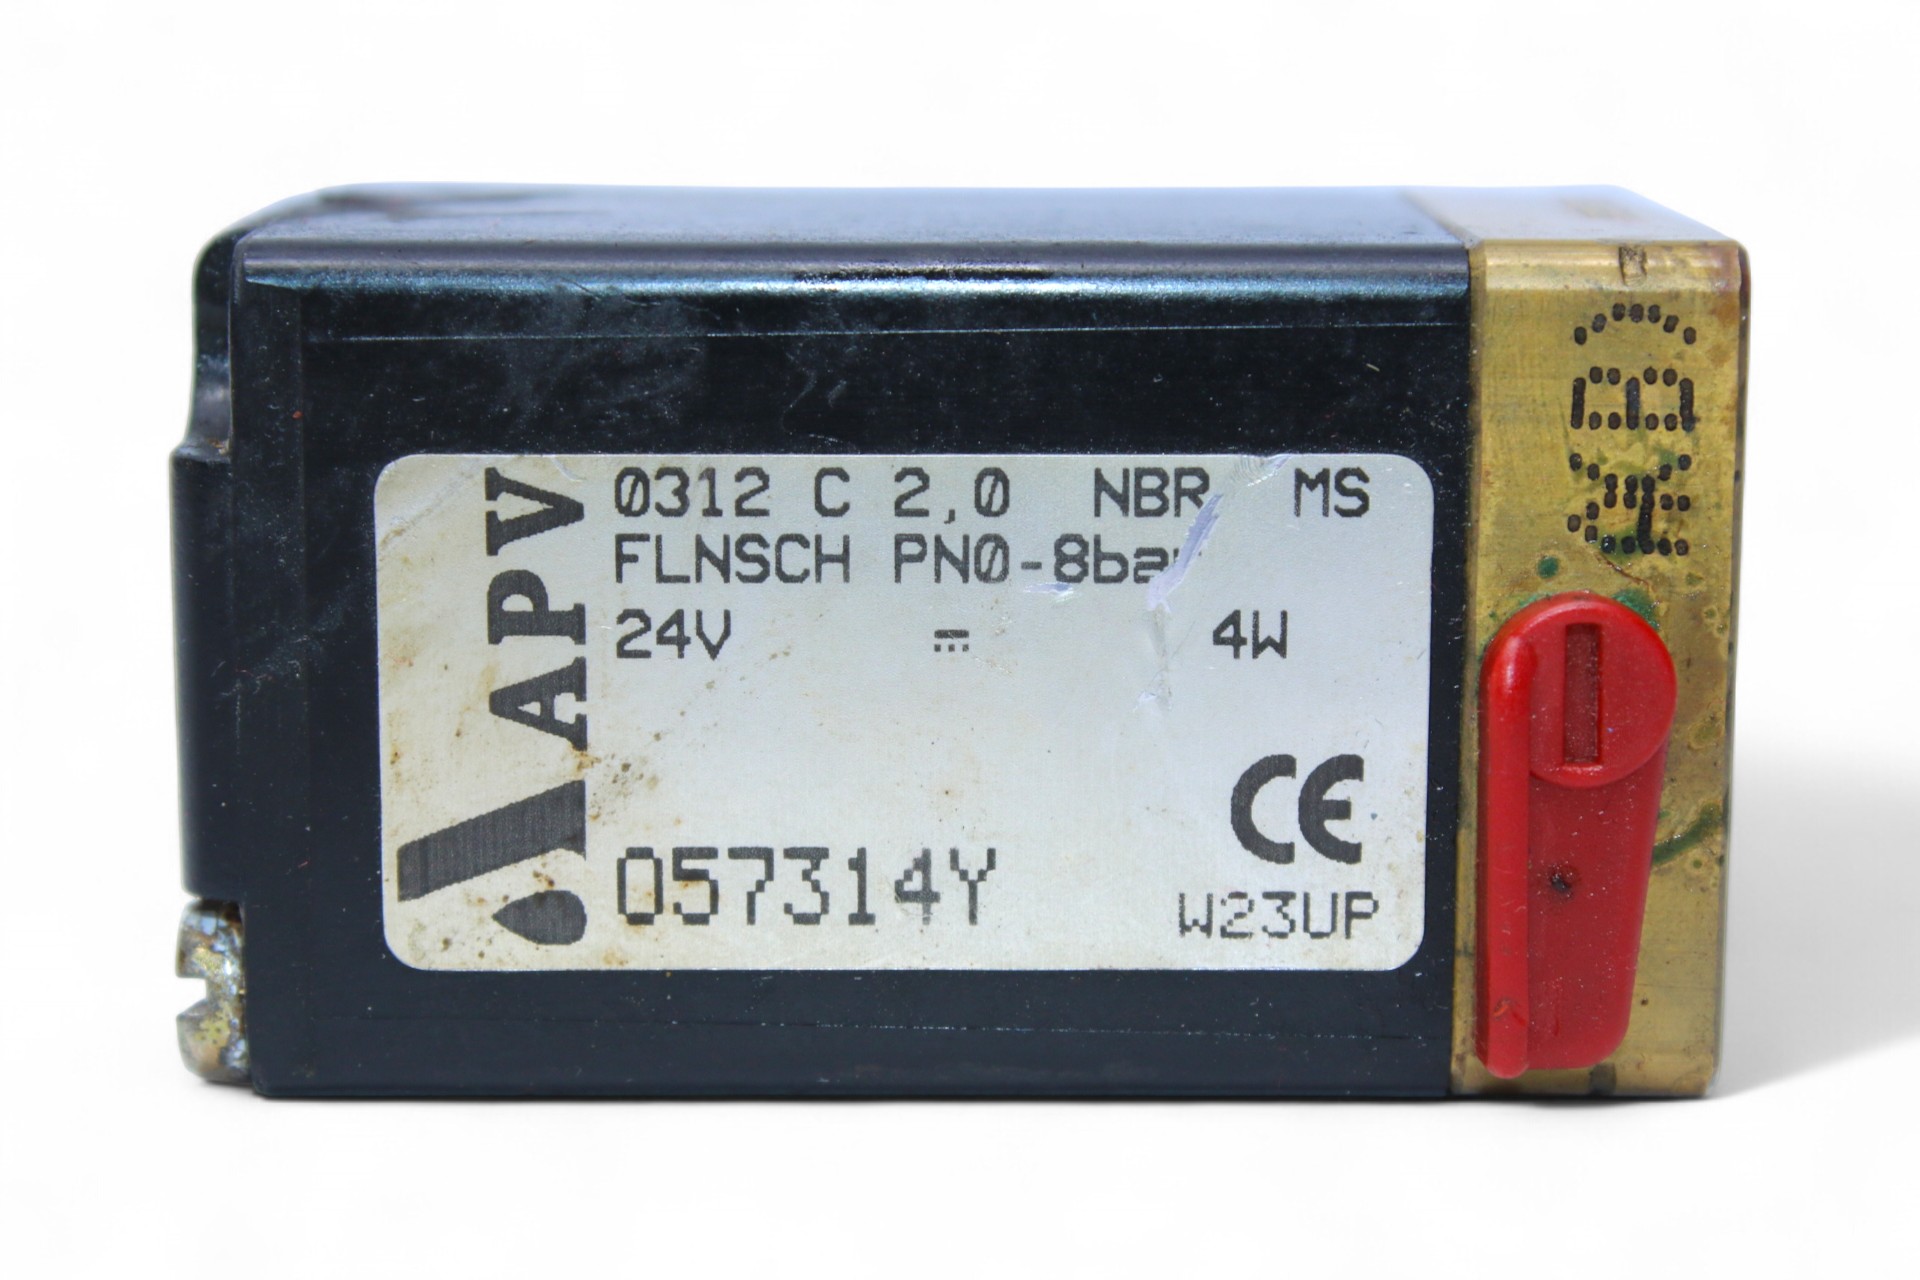 APV
0312 C 2,0 NBR MS
FLNSCH PN0-8bar
24V ⎓ 4W
CE
057314Y
W23UP